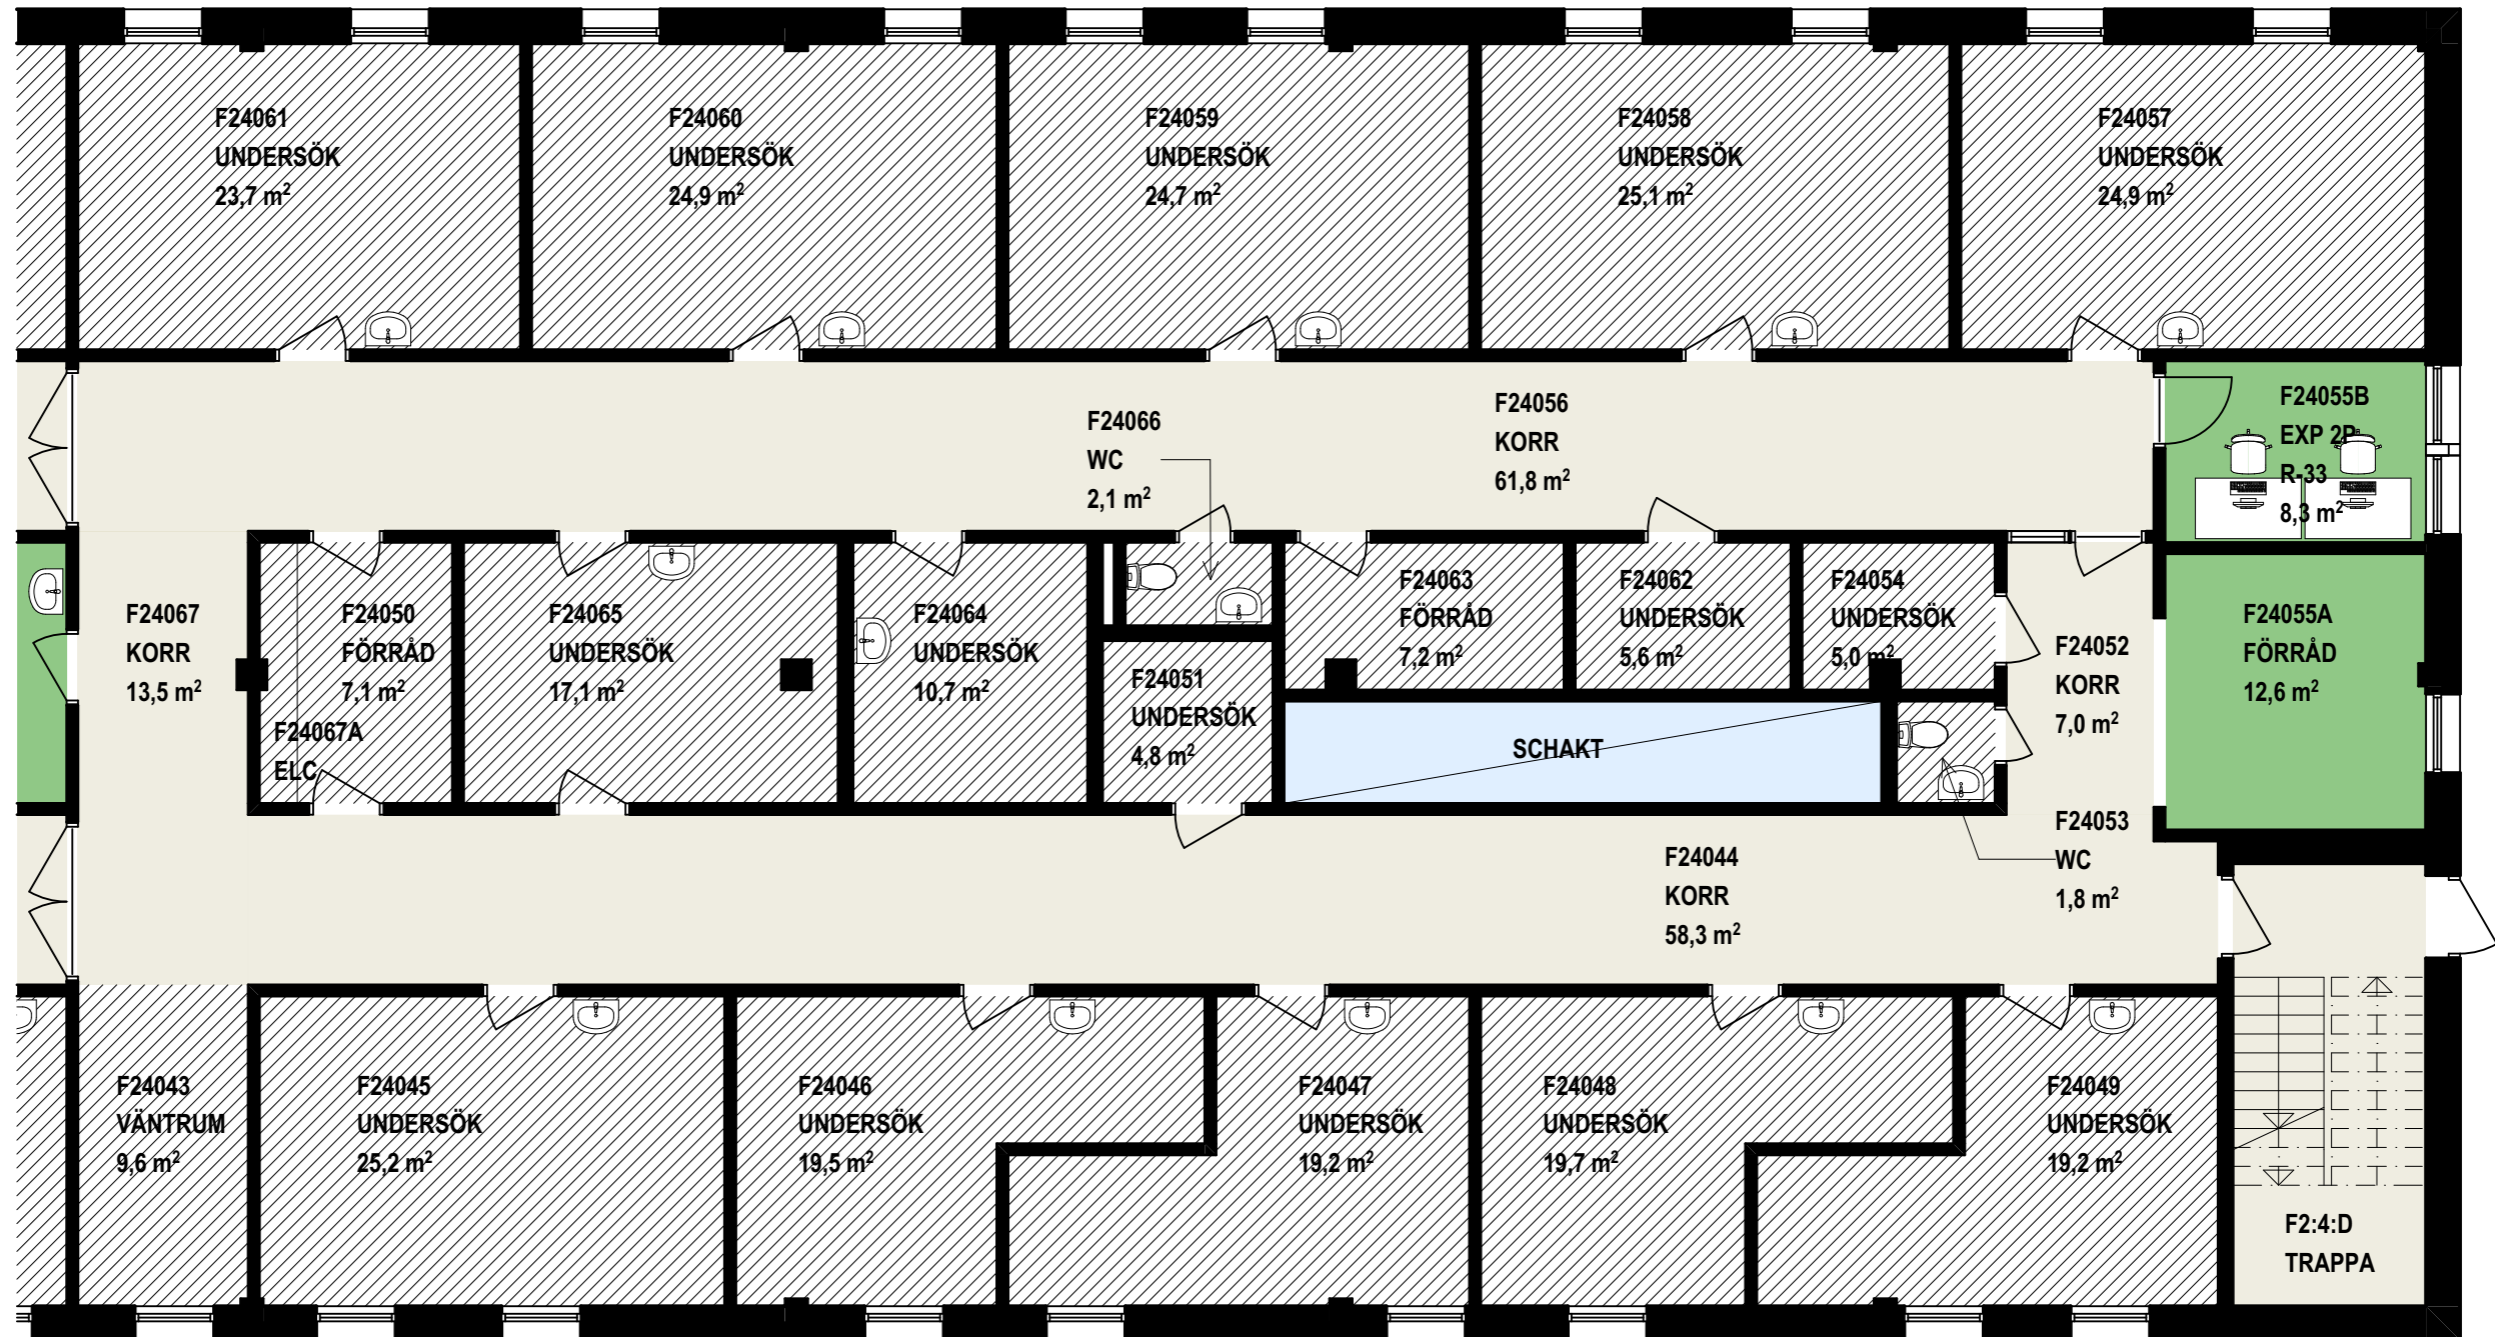 F24061
UNDERSÖK
23,7 m²
F24060
UNDERSÖK
24,9 m²
F24059
UNDERSÖK
24,7 m²
F24058
UNDERSÖK
25,1 m²
F24057
UNDERSÖK
24,9 m²
F24066
WC
2,1 m²
F24056
KORR
61,8 m²
F24055B
EXP 2P
R-33
8,3 m²
F24067
KORR
13,5 m²
F24050
FÖRRÅD
7,1 m²
F24067A
ELC
F24065
UNDERSÖK
17,1 m²
F24064
UNDERSÖK
10,7 m²
F24051
UNDERSÖK
4,8 m²
F24063
FÖRRÅD
7,2 m²
F24062
UNDERSÖK
5,6 m²
F24054
UNDERSÖK
5,0 m²
F24052
KORR
7,0 m²
F24055A
FÖRRÅD
12,6 m²
SCHAKT
F24053
WC
1,8 m²
F24044
KORR
58,3 m²
F24043
VÄNTRUM
9,6 m²
F24045
UNDERSÖK
25,2 m²
F24046
UNDERSÖK
19,5 m²
F24047
UNDERSÖK
19,2 m²
F24048
UNDERSÖK
19,7 m²
F24049
UNDERSÖK
19,2 m²
F2:4:D
TRAPPA